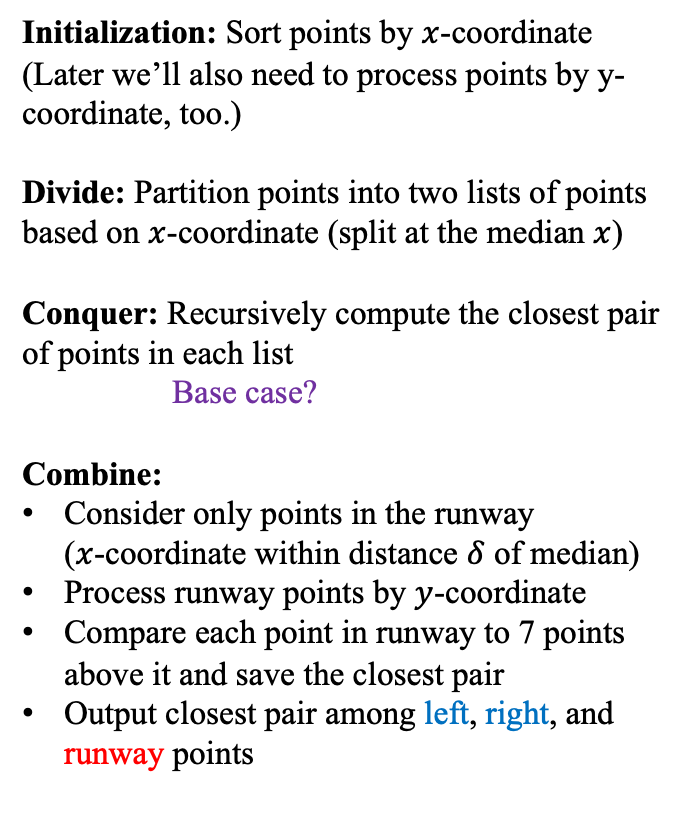 Initialization: Sort points by x-coordinate
(Later we’ll also need to process points by y-
coordinate, too.)
Divide: Partition points into two lists of points
based on x-coordinate (split at the median x)
Conquer: Recursively compute the closest pair
of points in each list
Base case?
Combine:
• Consider only points in the runway
(x-coordinate within distance δ of median)
• Process runway points by y-coordinate
• Compare each point in runway to 7 points
above it and save the closest pair
• Output closest pair among left, right, and
runway points